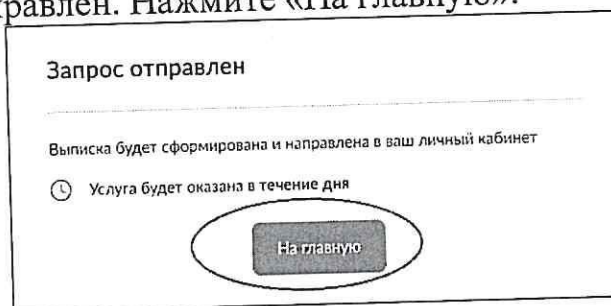 равлен. Нажмите «На главную».
Запрос отправлен
Выписка будет сформирована и направлена в ваш личный кабинет
Услуга будет оказана в течение дня
На главную